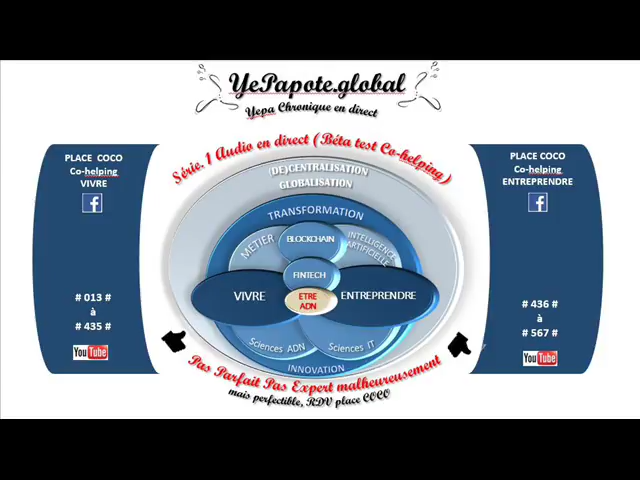 YePapote.global
Yepa Chronique en direct
Série.1 Audio en direct (Béta test Co-helping)
PLACE COCO
Co-helping
VIVRE
f
# 013 #
à
# 435 #
YouTube
(DE)CENTRALISATION
GLOBALISATION
TRANSFORMATION
METIER
BLOCKCHAIN
INTELLIGENCE
ARTIFICIELLE
FINTECH
VIVRE
ETRE
ADN
ENTREPRENDRE
Sciences ADN
Sciences IT
INNOVATION
PLACE COCO
Co-helping
ENTREPRENDRE
f
# 436 #
à
# 567 #
YouTube
Pas Parfait Pas Expert malheureusement
mais perfectible, RDV place COCO